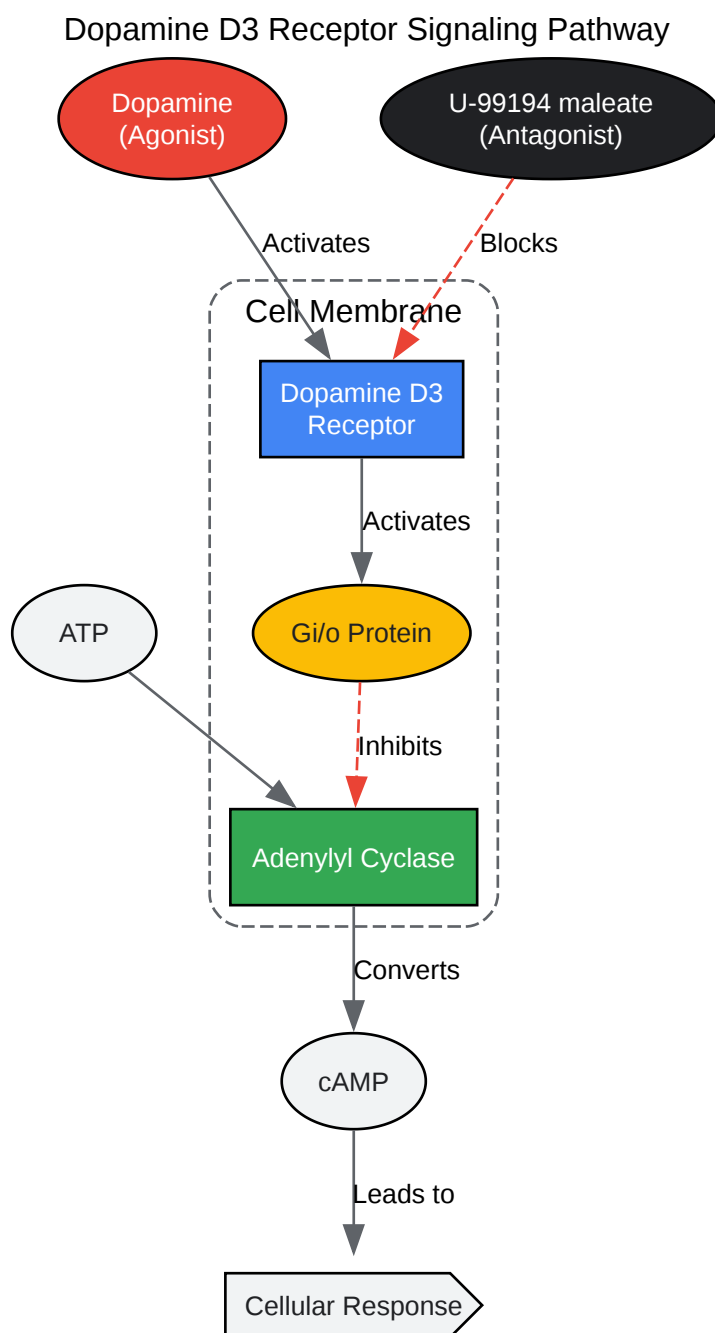 Dopamine D3 Receptor Signaling Pathway
Dopamine
(Agonist)
U-99194 maleate
(Antagonist)
Activates
Blocks
Cell Membrane
Dopamine D3
Receptor
Activates
ATP
Gi/o Protein
Inhibits
Adenylyl Cyclase
Converts
cAMP
Leads to
Cellular Response